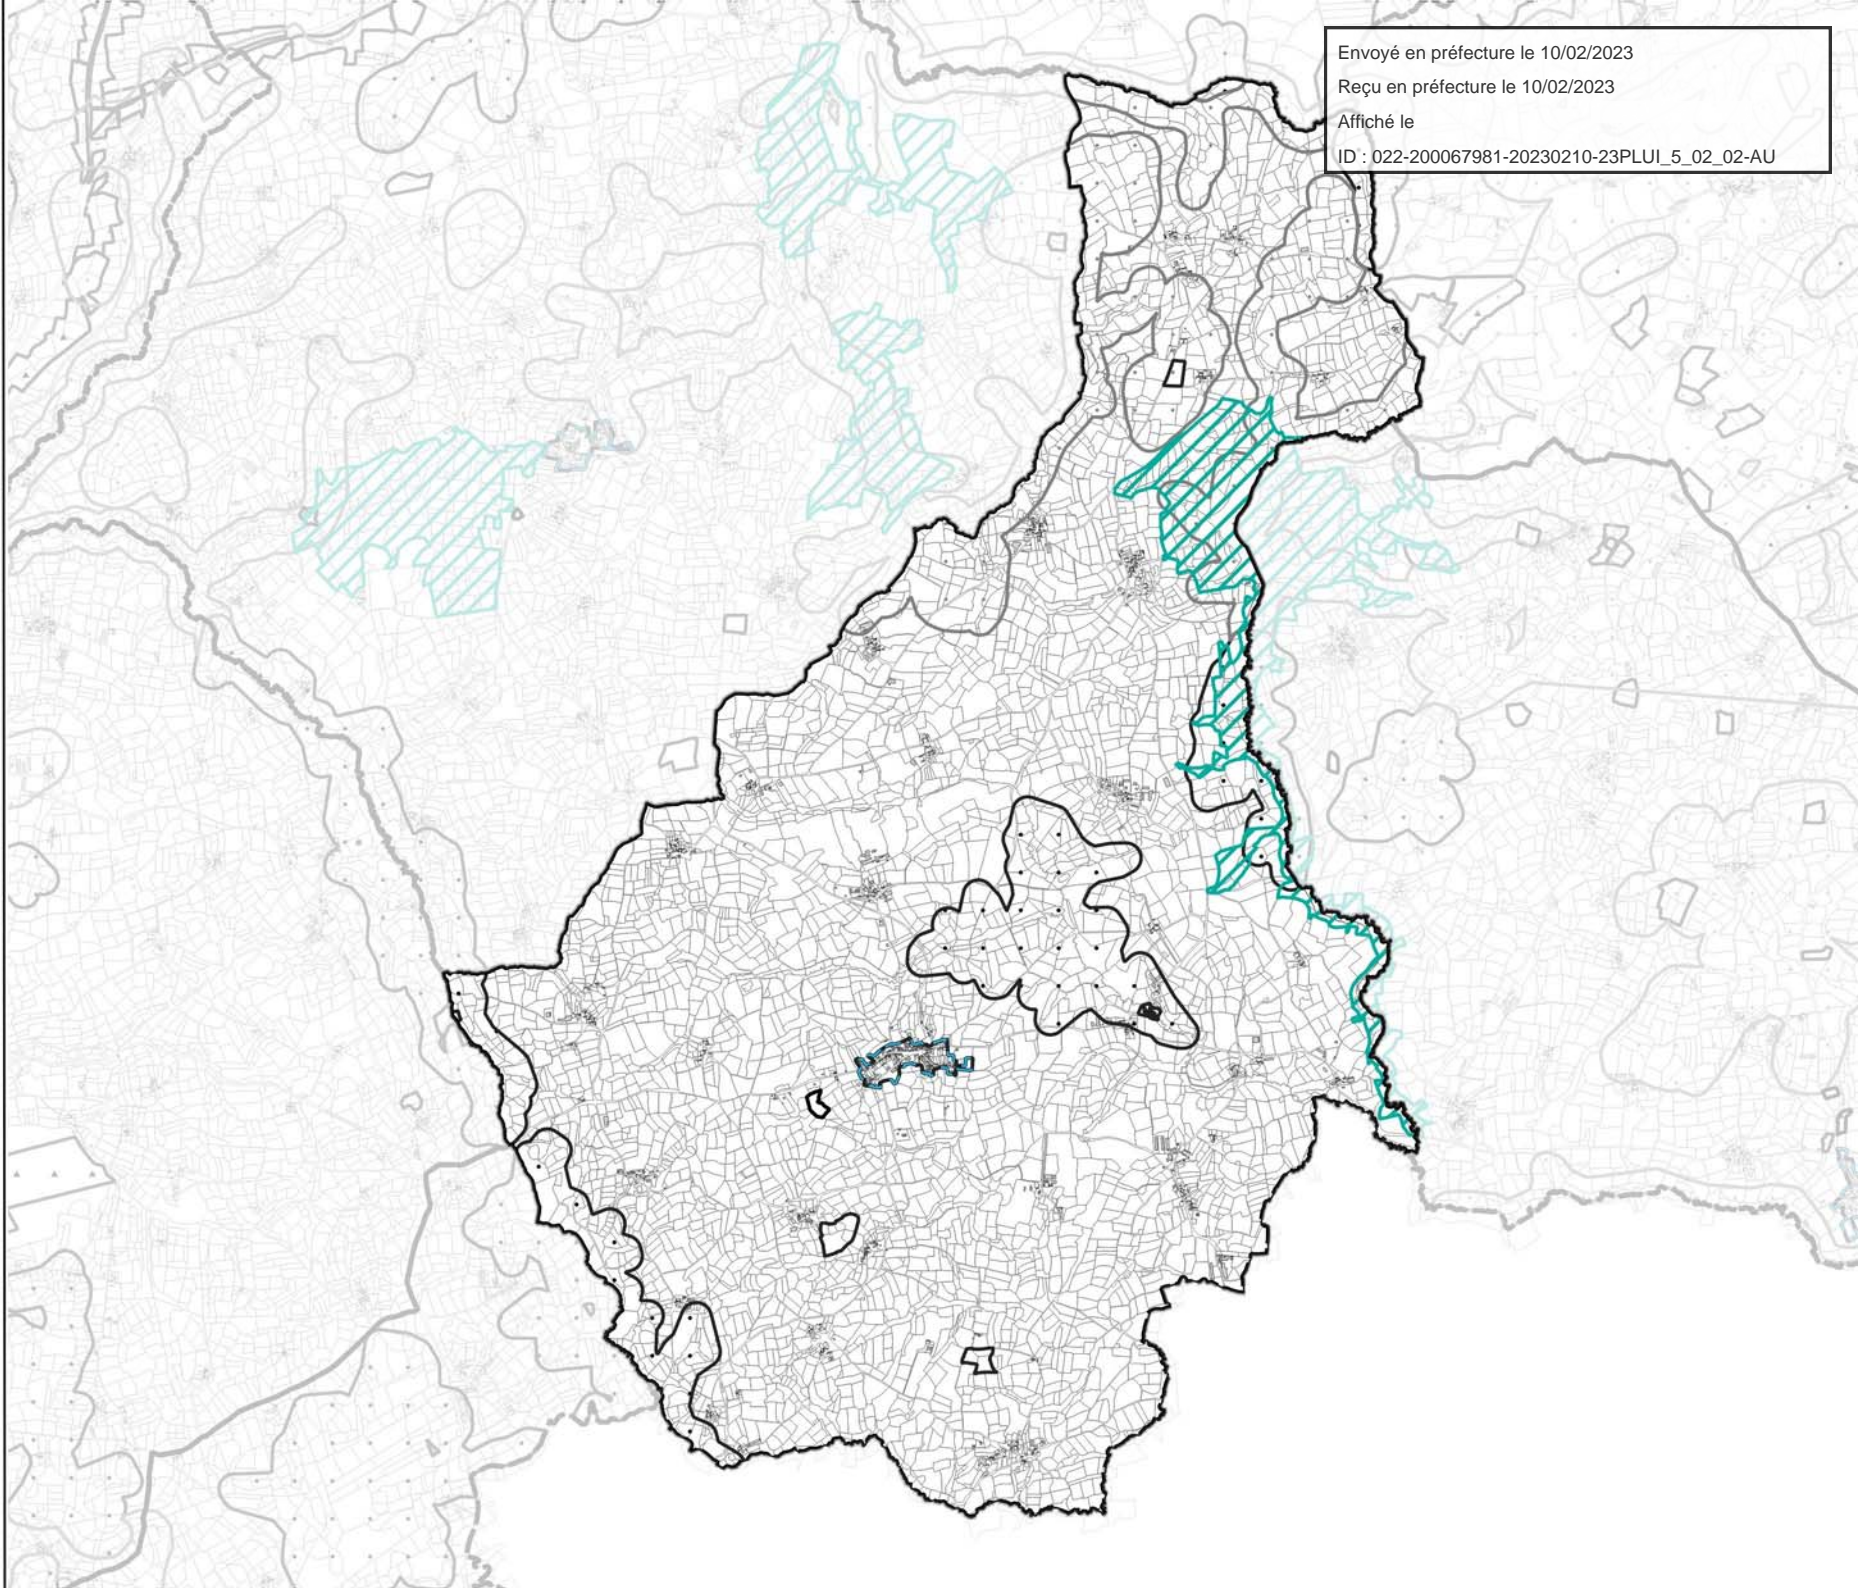 Envoyé en préfecture le 10/02/2023
Reçu en préfecture le 10/02/2023
Affiché le
ID : 022-200067981-20230210-23PLUI_5_02_02-AU